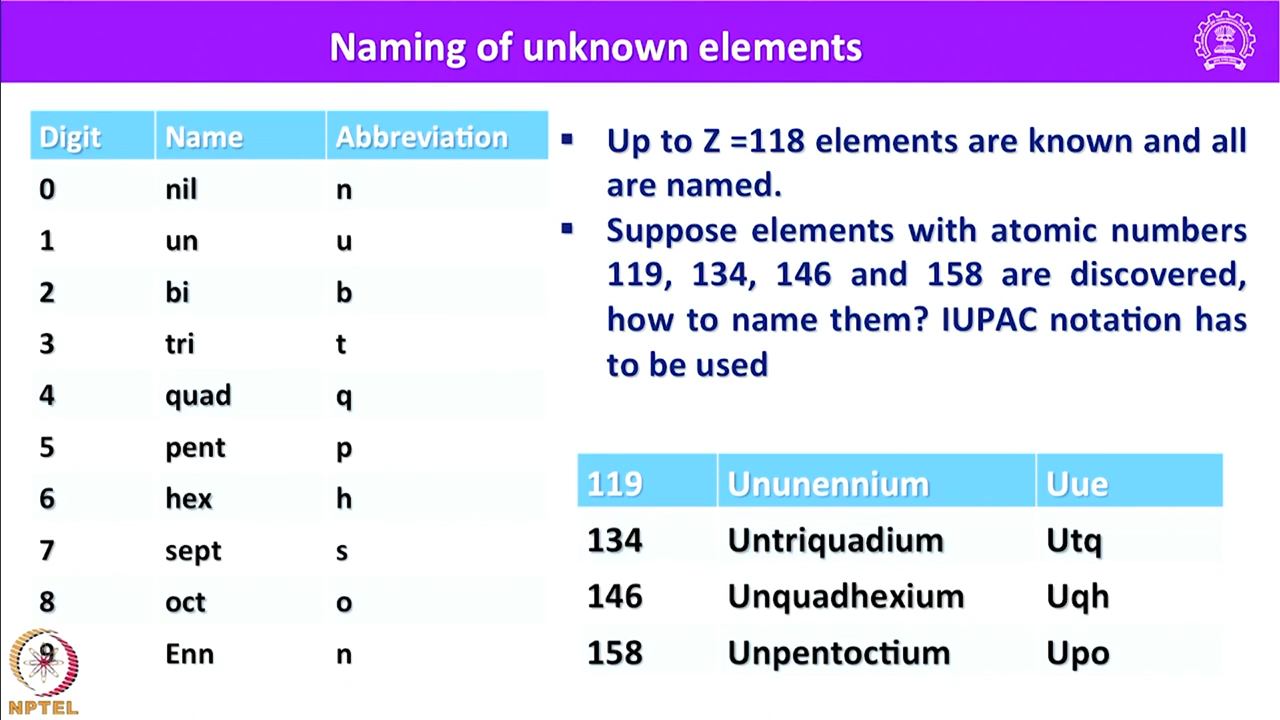 Naming of unknown elements
Digit Name Abbreviation
0 nil n
1 un u
2 bi b
3 tri t
4 quad q
5 pent p
6 hex h
7 sept s
8 oct o
9 Enn n
▪ Up to Z =118 elements are known and all
are named.
▪ Suppose elements with atomic numbers
119, 134, 146 and 158 are discovered,
how to name them? IUPAC notation has
to be used
119 Ununennium Uue
134 Untriquadium Utq
146 Unquadhexium Uqh
158 Unpentoctium Upo
NPTEL